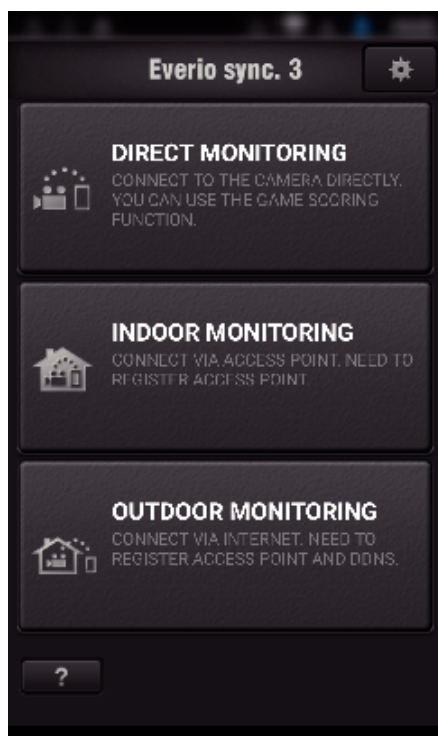 Everio sync. 3
DIRECT MONITORING
CONNECT TO THE CAMERA DIRECTLY.
YOU CAN USE THE GAME SCORING
FUNCTION.
INDOOR MONITORING
CONNECT VIA ACCESS POINT. NEED TO
REGISTER ACCESS POINT.
OUTDOOR MONITORING
CONNECT VIA INTERNET. NEED TO
REGISTER ACCESS POINT AND DDNS.
?